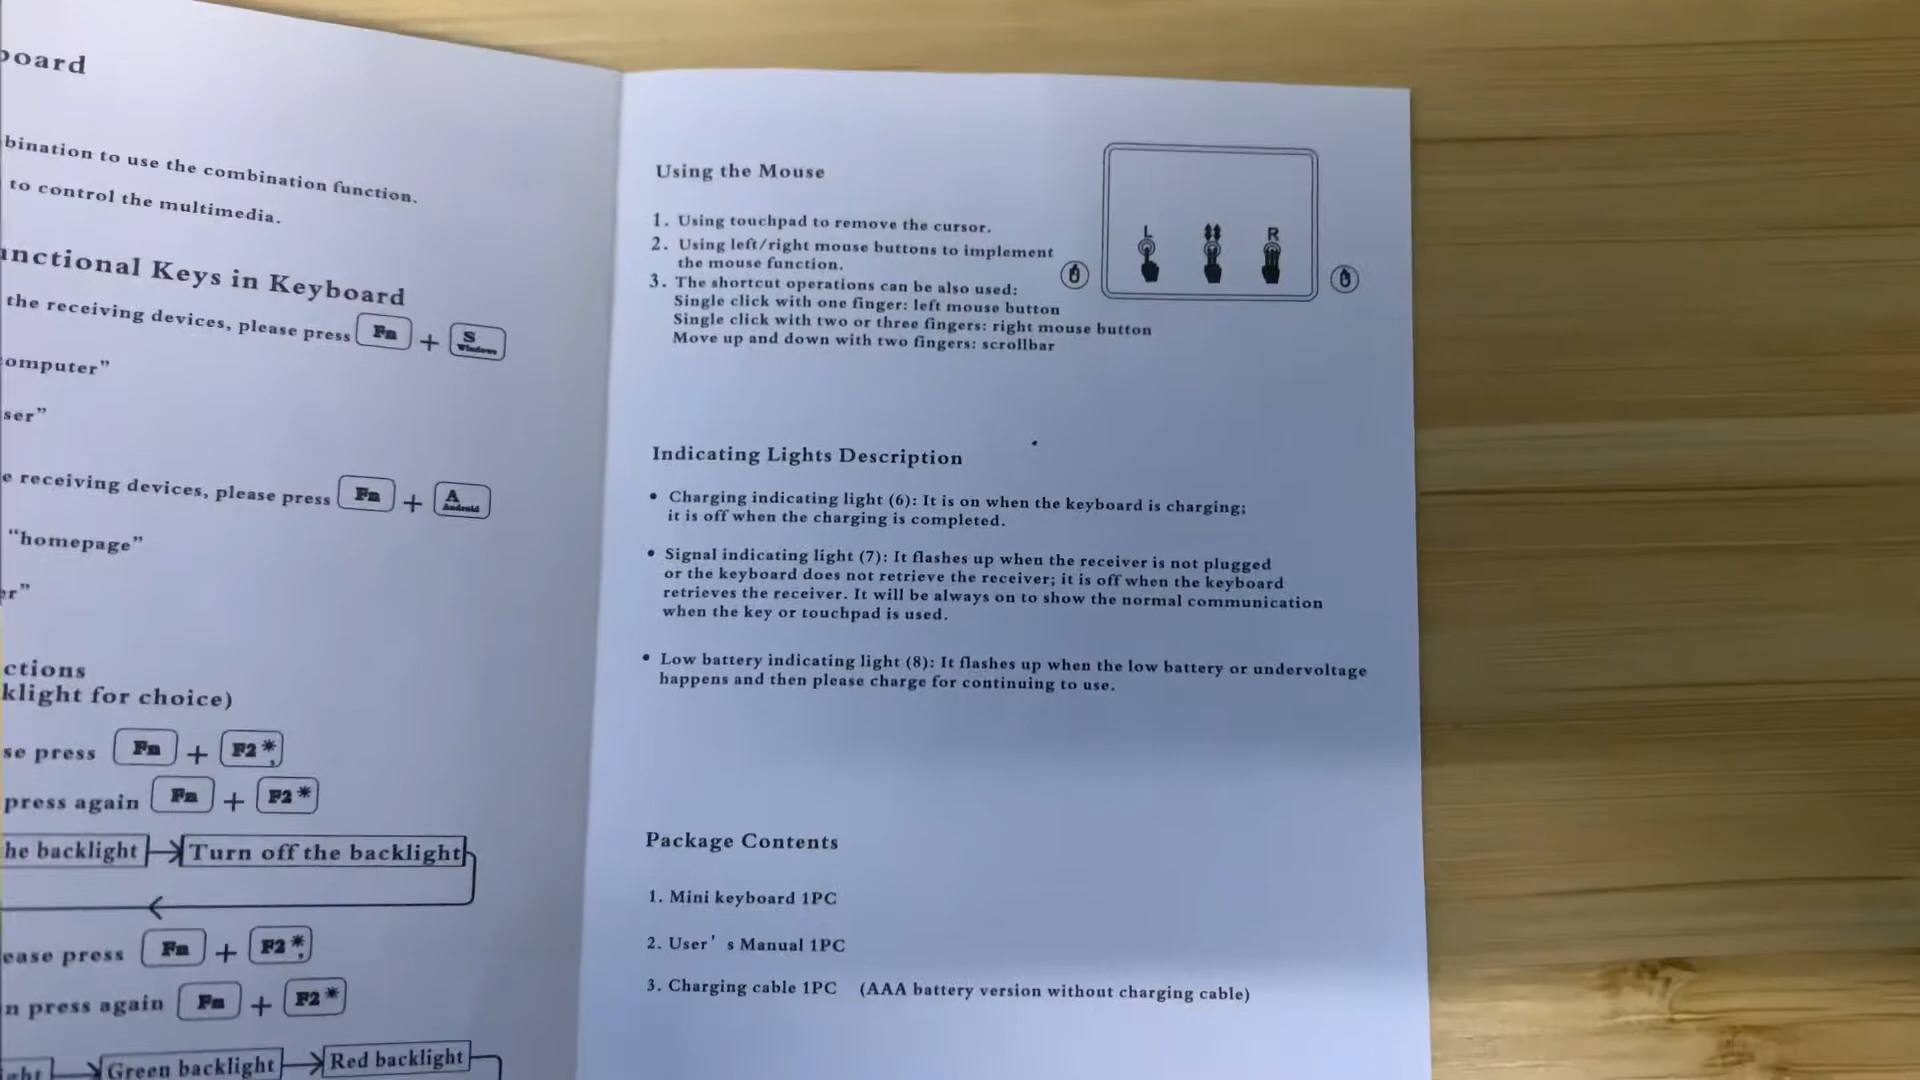 board
bination to use the combination function.
to control the multimedia.
unctional Keys in Keyboard
the receiving devices, please press Fn + S Windows
computer”
ser”
e receiving devices, please press Fn + A Android
“homepage”
er”
ctions
klight for choice)
se press Fn + F2 ,
press again Fn + F2
he backlight Turn off the backlight
ease press Fn + F2 ,
n press again Fn + F2
ght Green backlight Red backlight
Using the Mouse
L R
1. Using touchpad to remove the cursor.
2. Using left/right mouse buttons to implement
the mouse function.
3. The shortcut operations can be also used:
Single click with one finger: left mouse button
Single click with two or three fingers: right mouse button
Move up and down with two fingers: scrollbar
Indicating Lights Description
• Charging indicating light (6): It is on when the keyboard is charging;
it is off when the charging is completed.
• Signal indicating light (7): It flashes up when the receiver is not plugged
or the keyboard does not retrieve the receiver; it is off when the keyboard
retrieves the receiver. It will be always on to show the normal communication
when the key or touchpad is used.
• Low battery indicating light (8): It flashes up when the low battery or undervoltage
happens and then please charge for continuing to use.
Package Contents
1. Mini keyboard 1PC
2. User’s Manual 1PC
3. Charging cable 1PC (AAA battery version without charging cable)